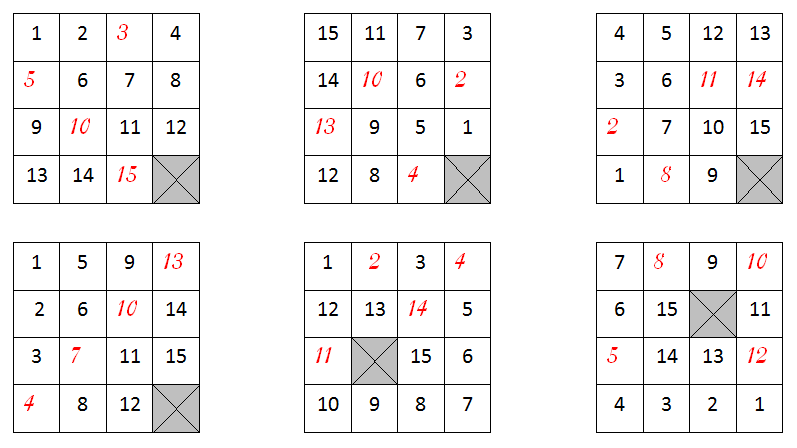 1 2 3 4
5 6 7 8
9 10 11 12
13 14 15
15 11 7 3
14 10 6 2
13 9 5 1
12 8 4
4 5 12 13
3 6 11 14
2 7 10 15
1 8 9
1 5 9 13
2 6 10 14
3 7 11 15
4 8 12
1 2 3 4
12 13 14 5
11 15 6
10 9 8 7
7 8 9 10
6 15 11
5 14 13 12
4 3 2 1